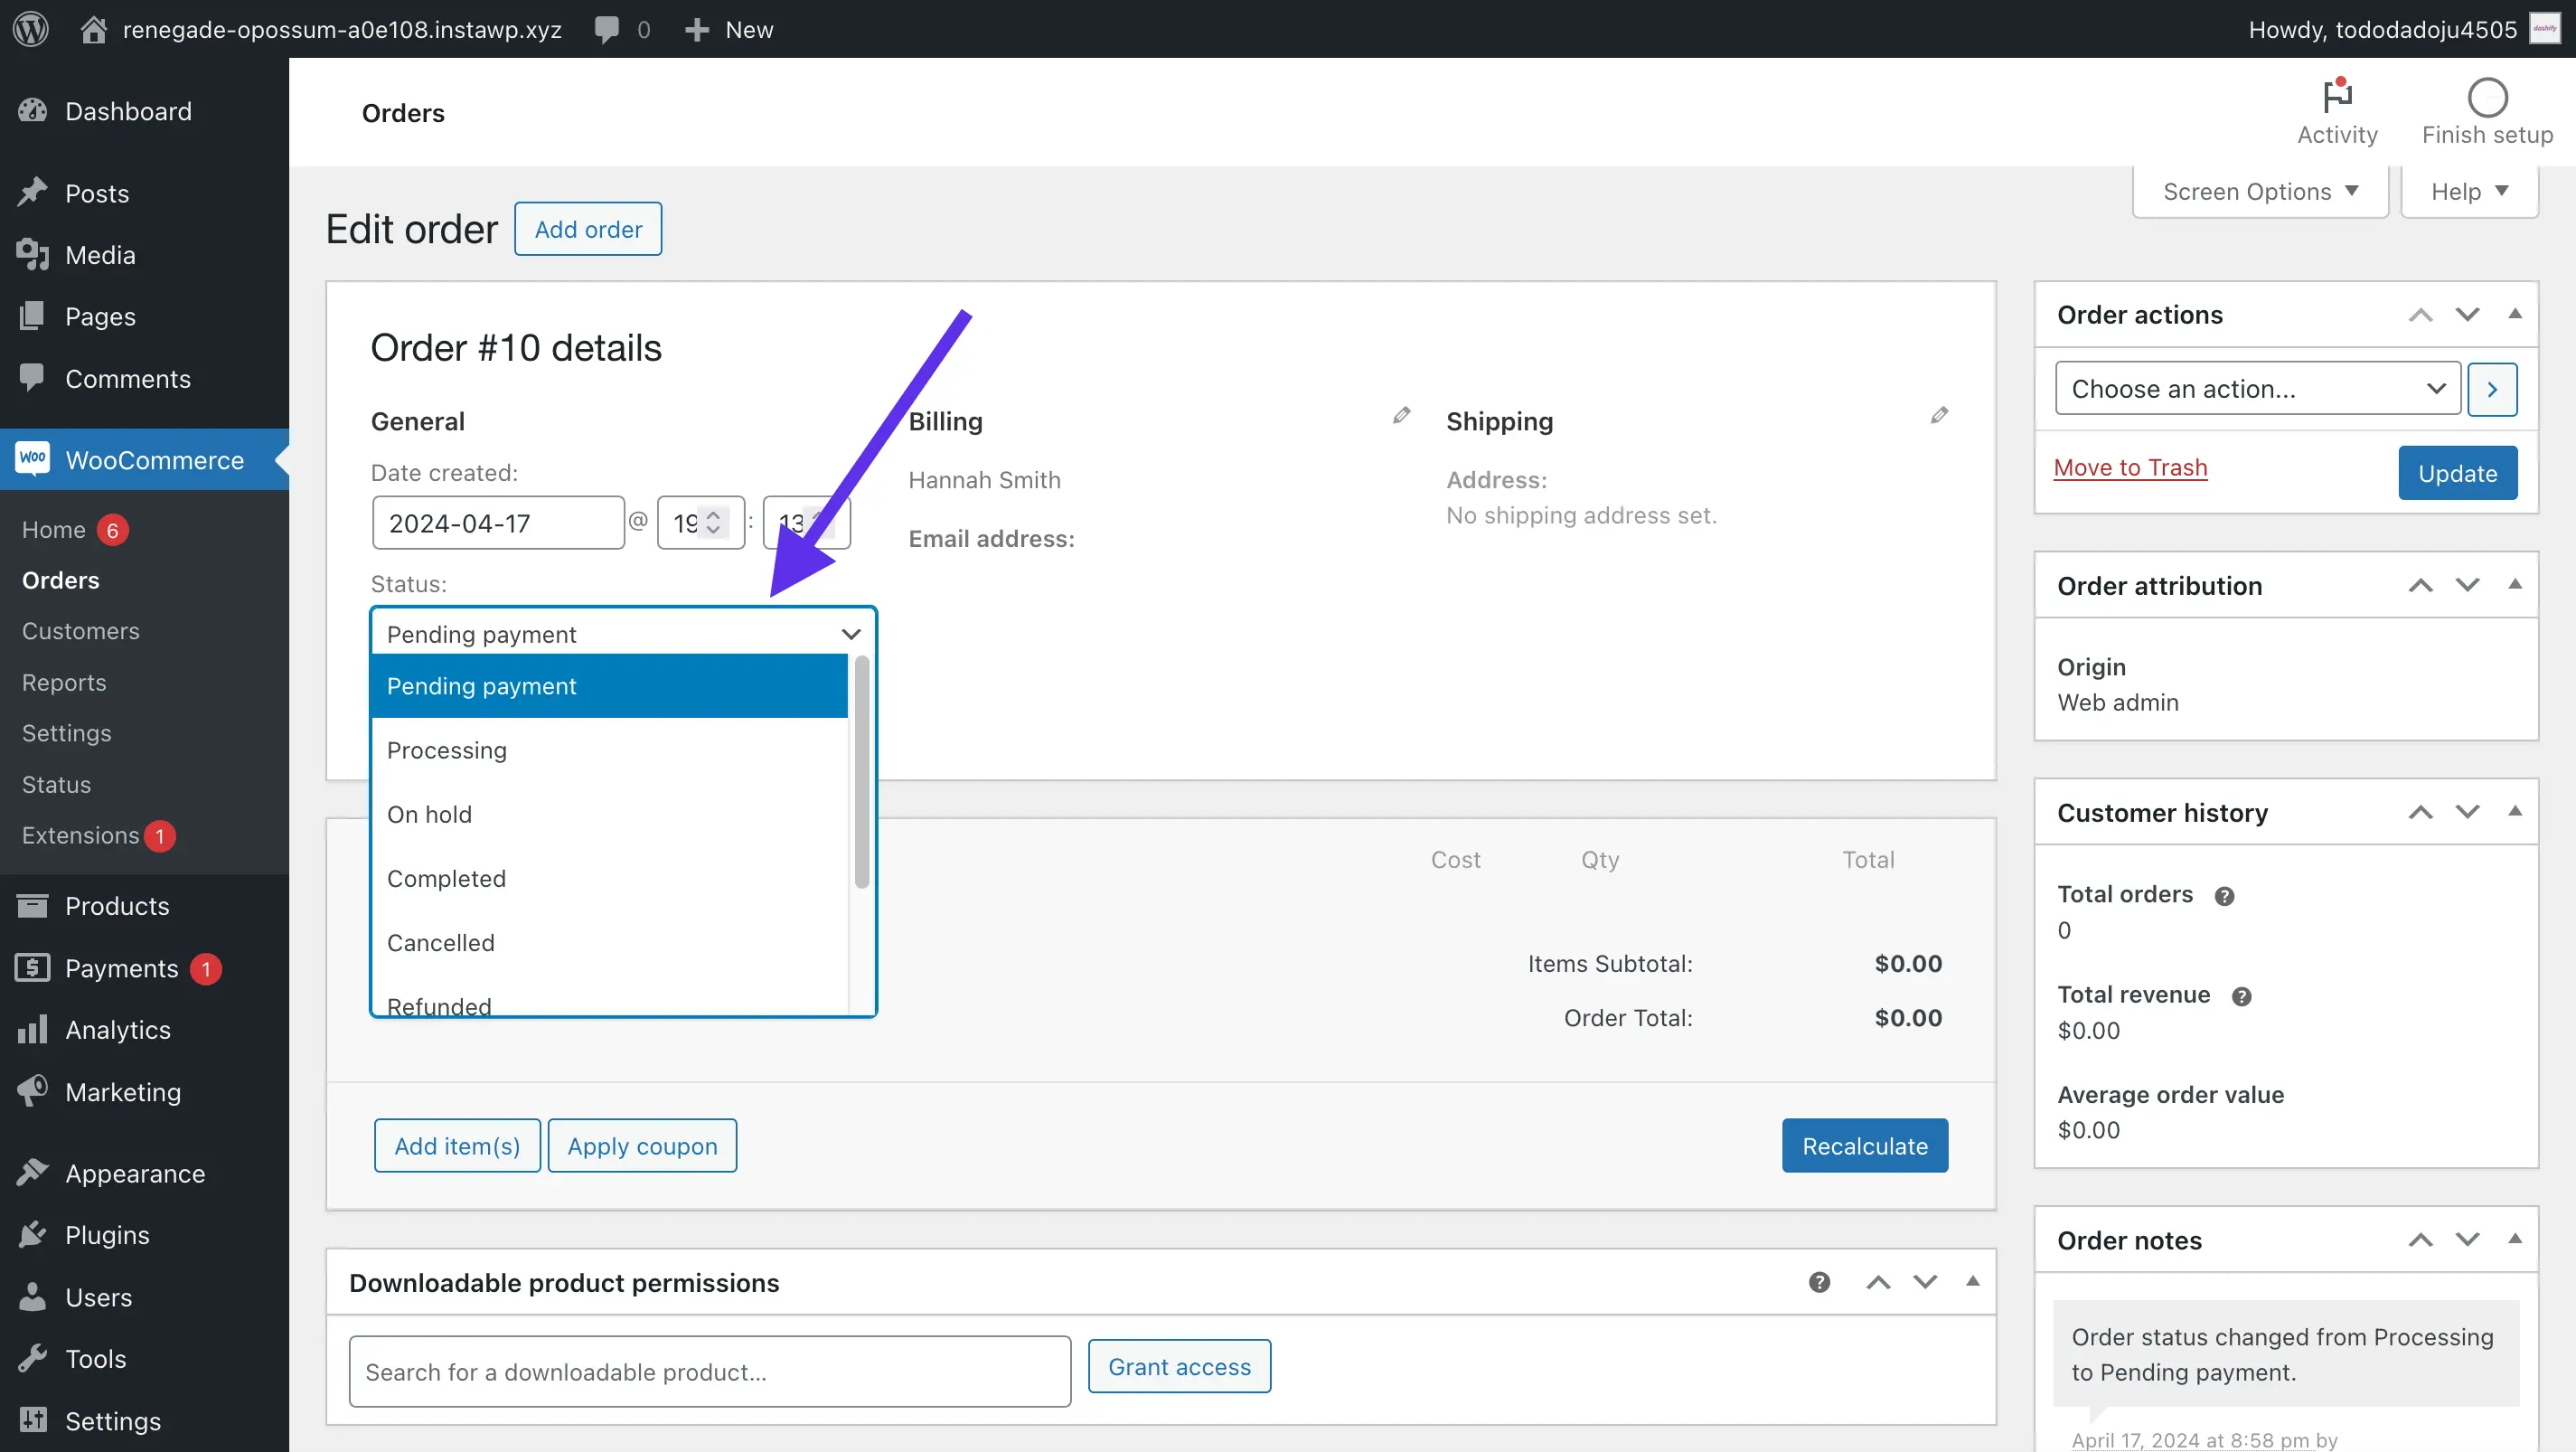 renegade-opossum-a0e108.instawp.xyz 0 New Howdy, tododadoju4505 dashify
Dashboard
Posts
Media
Pages
Comments
Woo WooCommerce
Home 6
Orders
Customers
Reports
Settings
Status
Extensions 1
Products
Payments 1
Analytics
Marketing
Appearance
Plugins
Users
Tools
Settings
Orders
Activity
Finish setup
Screen Options
Help
Edit order
Add order
Order #10 details
General
Date created:
2024-04-17 @ 19 : 13
Status:
Pending payment
Pending payment
Processing
On hold
Completed
Cancelled
Refunded
Billing
Hannah Smith
Email address:
Shipping
Address:
No shipping address set.
Cost Qty Total
Items Subtotal: $0.00
Order Total: $0.00
Add item(s)
Apply coupon
Recalculate
Downloadable product permissions
Search for a downloadable product...
Grant access
Order actions
Choose an action...
Move to Trash
Update
Order attribution
Origin
Web admin
Customer history
Total orders
0
Total revenue
$0.00
Average order value
$0.00
Order notes
Order status changed from Processing
to Pending payment.
April 17, 2024 at 8:58 pm by